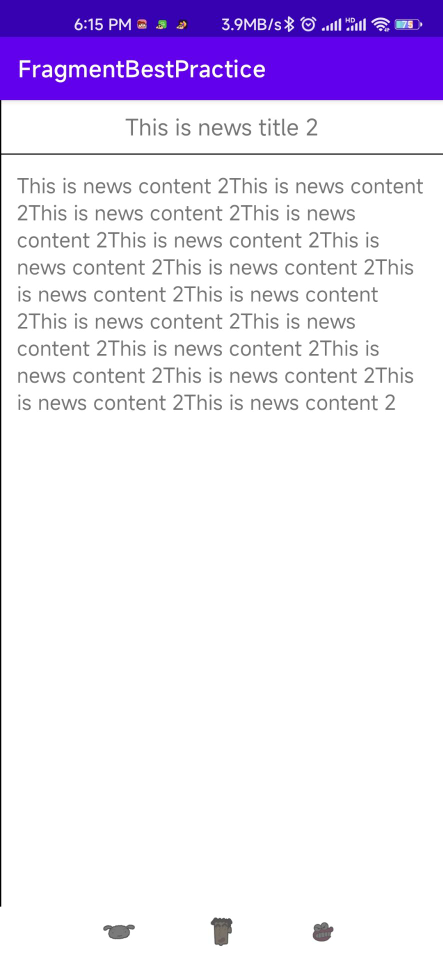 6:15 PM 3.9MB/s HD 75
FragmentBestPractice
This is news title 2
This is news content 2This is news content
2This is news content 2This is news
content 2This is news content 2This is
news content 2This is news content 2This
is news content 2This is news content
2This is news content 2This is news
content 2This is news content 2This is
news content 2This is news content 2This
is news content 2This is news content 2